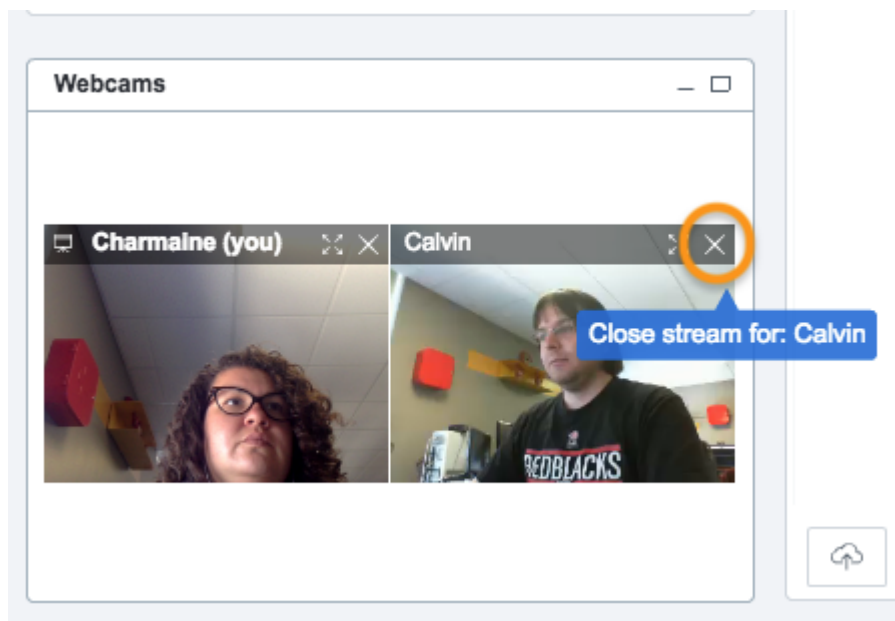 Webcams
Charmaine (you)
Calvin
Close stream for: Calvin
REDBLACKS